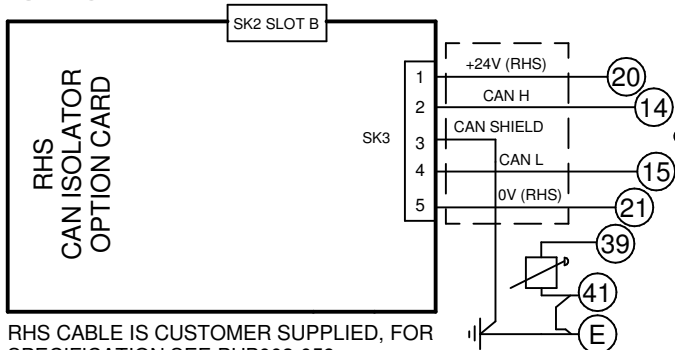 SK2 SLOT B
RHS
CAN ISOLATOR
OPTION CARD
SK3
1
2
3
4
5
+24V (RHS)
CAN H
CAN SHIELD
CAN L
0V (RHS)
20
14
15
21
39
41
E
RHS CABLE IS CUSTOMER SUPPLIED, FOR